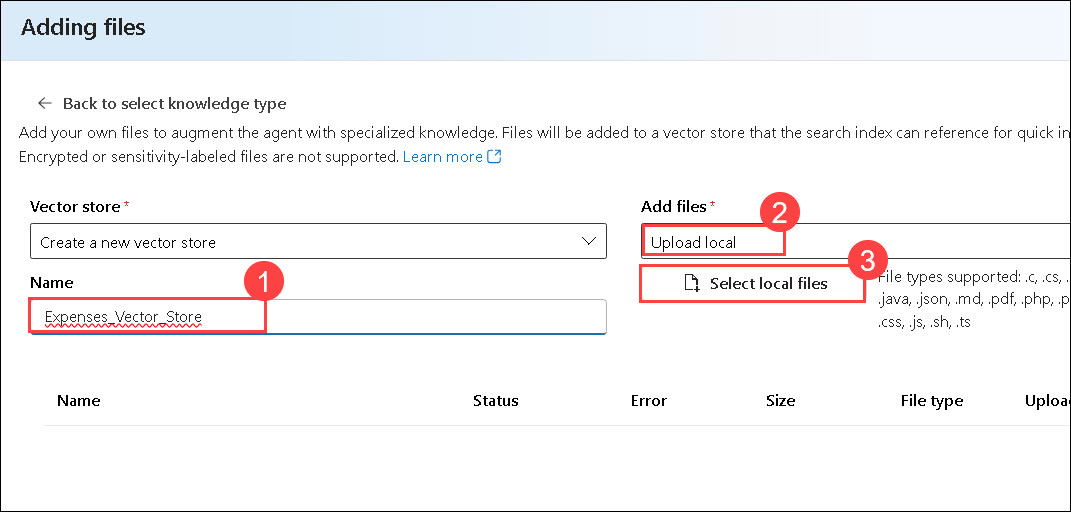 Adding files
Back to select knowledge type
Add your own files to augment the agent with specialized knowledge. Files will be added to a vector store that the search index can reference for quick in
Encrypted or sensitivity-labeled files are not supported. Learn more
Vector store *
Create a new vector store
Name
1
Expenses_Vector_Store
Add files *
2
Upload local
3
Select local files
File types supported: .c, .cs, .
.java, .json, .md, .pdf, .php, .p
.css, .js, .sh, .ts
Name Status Error Size File type Uploa